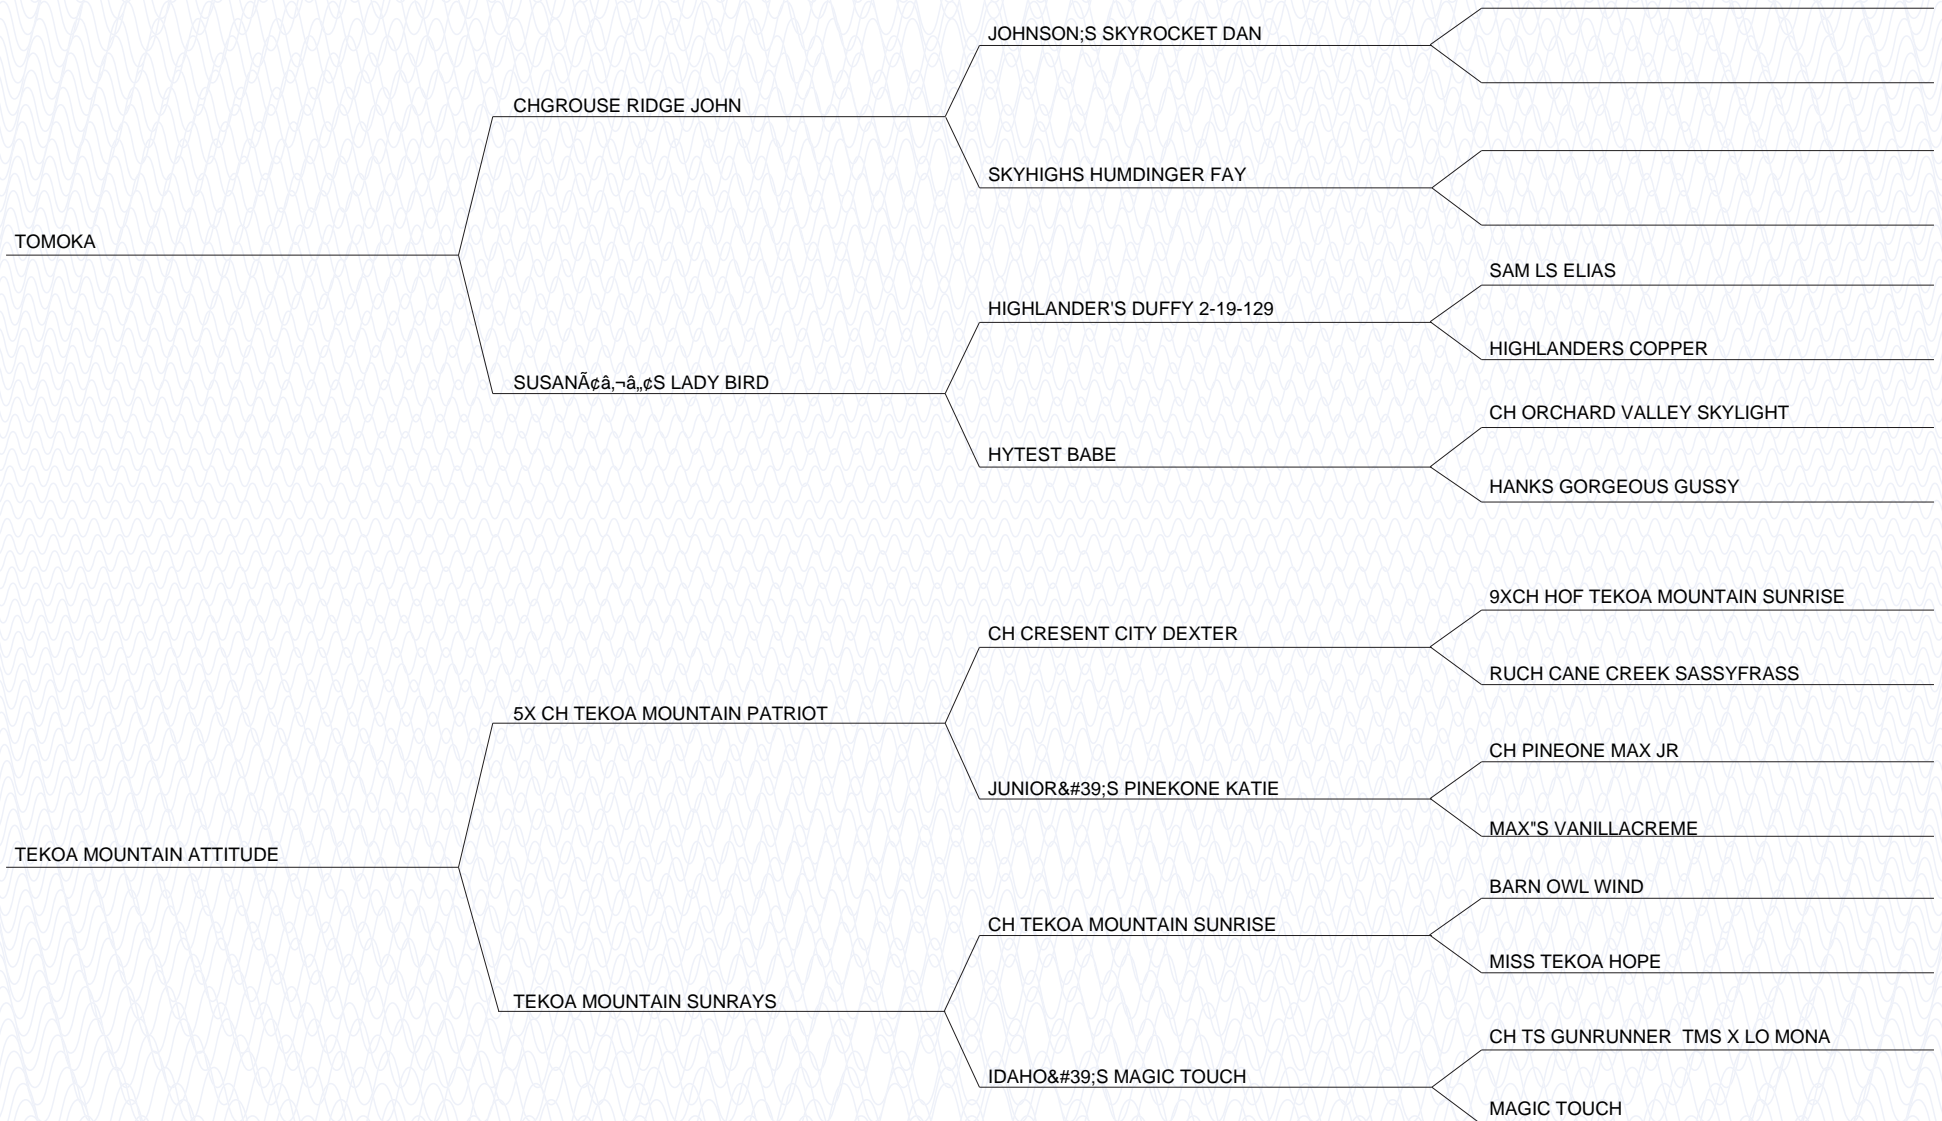 JOHNSON;S SKYROCKET DAN
CHGROUSE RIDGE JOHN
SKYHIGHS HUMDINGER FAY
TOMOKA
SAM LS ELIAS
HIGHLANDER'S DUFFY 2-19-129
HIGHLANDERS COPPER
SUSANÃ¢â‚¬â„¢S LADY BIRD
CH ORCHARD VALLEY SKYLIGHT
HYTEST BABE
HANKS GORGEOUS GUSSY
9XCH HOF TEKOA MOUNTAIN SUNRISE
CH CRESENT CITY DEXTER
RUCH CANE CREEK SASSYFRASS
5X CH TEKOA MOUNTAIN PATRIOT
CH PINEONE MAX JR
JUNIOR&#39;S PINEKONE KATIE
MAX"S VANILLACREME
TEKOA MOUNTAIN ATTITUDE
BARN OWL WIND
CH TEKOA MOUNTAIN SUNRISE
MISS TEKOA HOPE
TEKOA MOUNTAIN SUNRAYS
CH TS GUNRUNNER  TMS X LO MONA
IDAHO&#39;S MAGIC TOUCH
MAGIC TOUCH